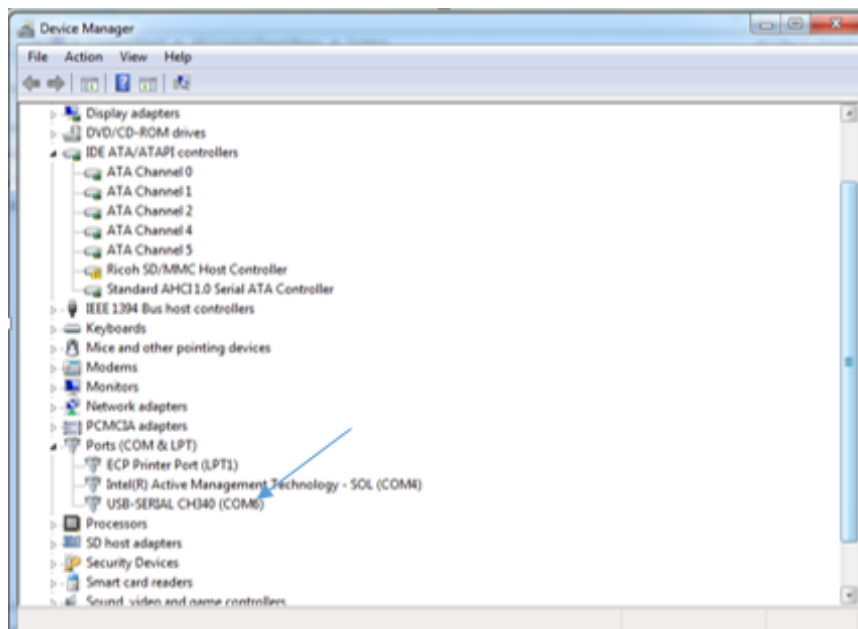 Device Manager
File Action View Help
Display adapters
DVD/CD-ROM drives
IDE ATA/ATAPI controllers
ATA Channel 0
ATA Channel 1
ATA Channel 2
ATA Channel 4
ATA Channel 5
Ricoh SD/MMC Host Controller
Standard AHCI 1.0 Serial ATA Controller
IEEE 1394 Bus host controllers
Keyboards
Mice and other pointing devices
Modems
Monitors
Network adapters
PCMCIA adapters
Ports (COM & LPT)
ECP Printer Port (LPT1)
Intel(R) Active Management Technology - SOL (COM4)
USB-SERIAL CH340 (COM6)
Processors
SD host adapters
Security Devices
Smart card readers
Sound, video and game controllers